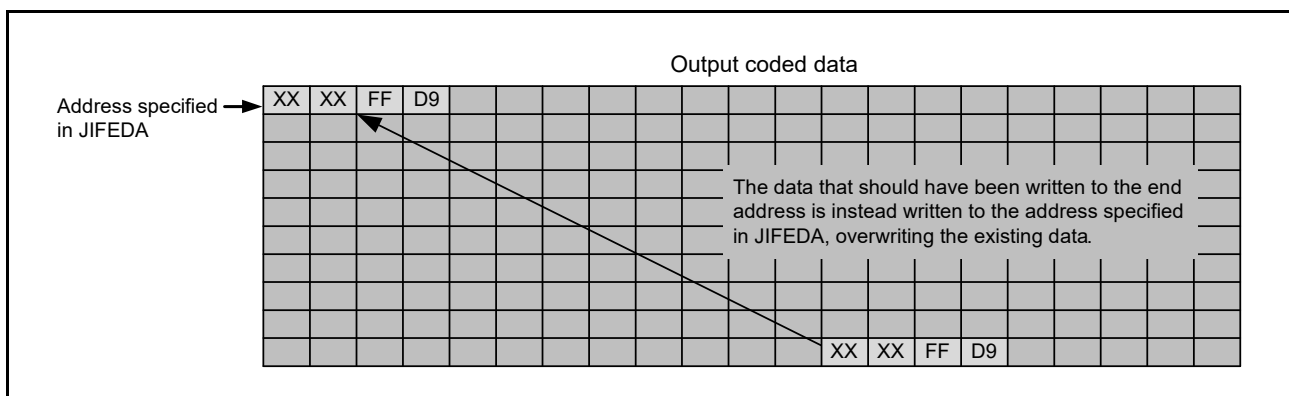 Output coded data
Address specified
in JIFEDA
XX XX FF D9
The data that should have been written to the end
address is instead written to the address specified
in JIFEDA, overwriting the existing data.
XX XX FF D9